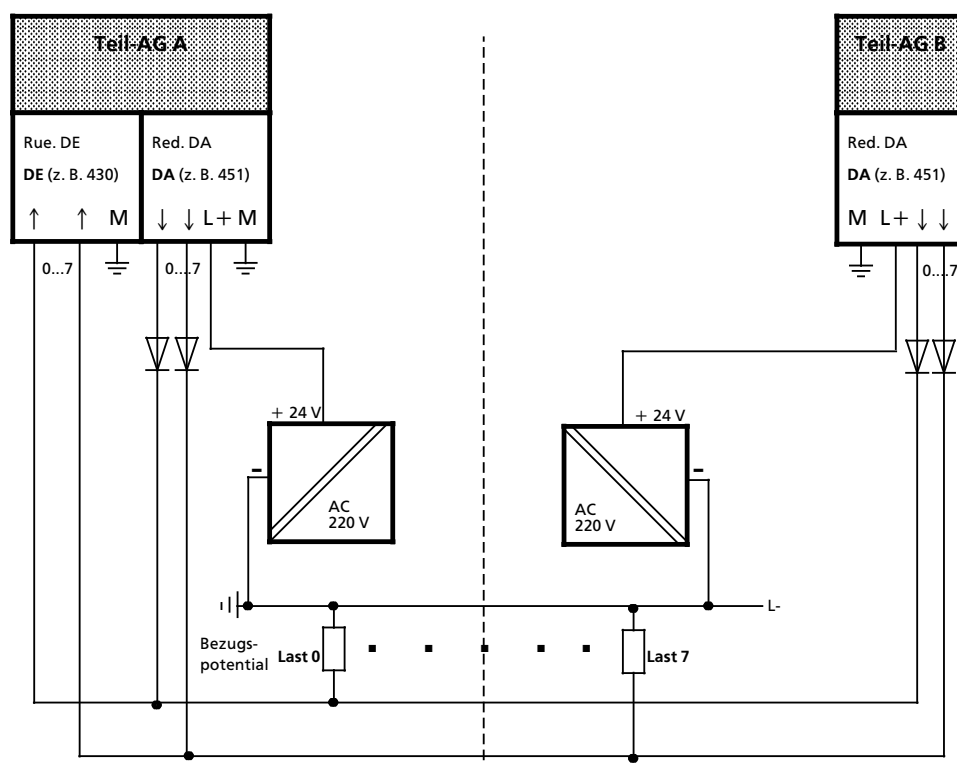 Teil-AG A
Teil-AG B
Rue. DE
DE (z. B. 430)
↑ ↑ M
Red. DA
DA (z. B. 451)
↓ ↓ L+ M
Red. DA
DA (z. B. 451)
M L+ ↓ ↓
0...7
0....7
0....7
+ 24 V
-
AC
220 V
+ 24 V
-
AC
220 V
L-
Bezugs-
potential
Last 0
Last 7